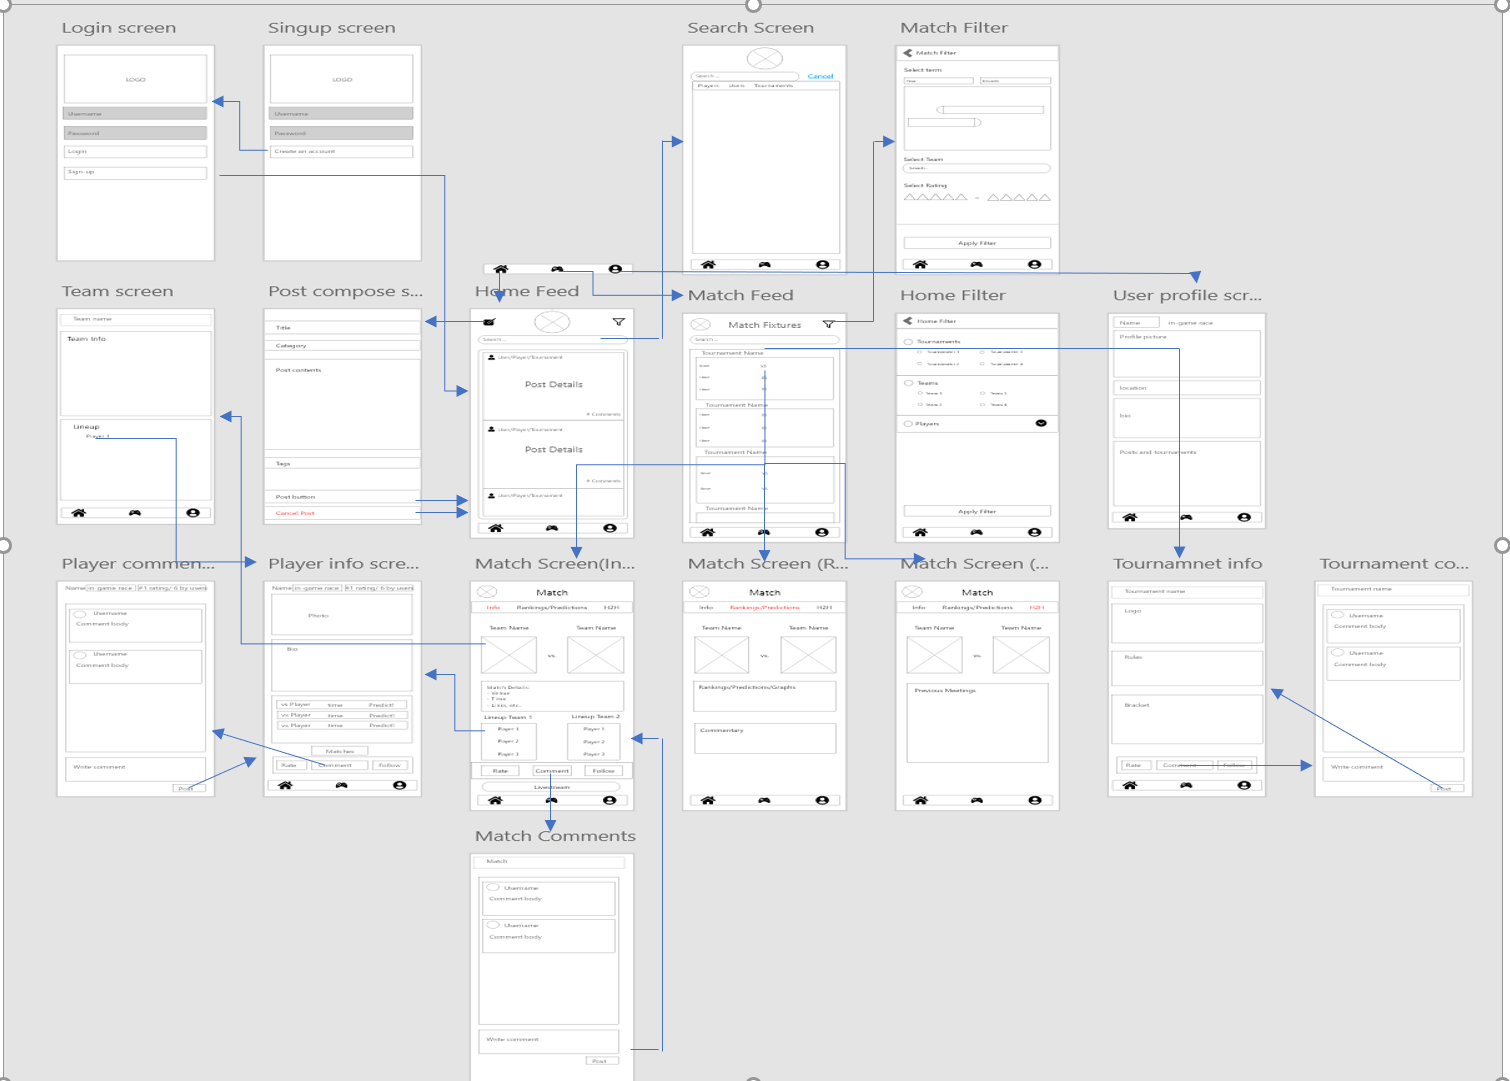 Login screen
Singup screen
Search Screen
Match Filter
LOGO
Username
Password
Login
Sign up
LOGO
Username
Password
Create an account
Search...
Cancel
Players Users Tournaments
Match Filter
Select term
Select Team
Search...
Select Rating
-
Apply Filter
Team screen
Post compose s...
Home Feed
Match Feed
Home Filter
User profile scr...
Team name
Team Info
Lineup
Player 1
Title
Category
Post contents
Tags
Post button
Cancel Post
Search...
User/Player/Tournament
Post Details
# Comments
User/Player/Tournament
Post Details
# Comments
User/Player/Tournament
Match Fixtures
Search...
Tournament Name
Tournament Name
Tournament Name
Tournament Name
Home Filter
Tournaments
Tournament 1
Tournament 3
Tournament 2
Tournament 4
Teams
Team 1
Team 3
Team 2
Team 4
Players
Apply Filter
Name
in-game race
Profile picture
location
bio
Posts and tournaments
Player commen...
Player info scre...
Match Screen(In...
Match Screen (R...
Match Screen (...
Tournamnet info
Tournament co...
Name in-game race #1 rating/ 6 by users
Username
Comment body
Username
Comment body
Write comment
Post
Name in-game race #1 rating/ 6 by users
Photo
Bio
vs Player time Predict!
vs Player time Predict!
vs Player time Predict!
Matches
Rate Comment Follow
Match
Info Rankings/Predictions H2H
Team Name Team Name
vs.
Match Details:
- Venue
- Time
- Lines, etc..
Lineup Team 1 Lineup Team 2
Player 1 Player 1
Player 2 Player 2
Player 3 Player 3
Rate Comment Follow
Livestream
Match
Info Rankings/Predictions H2H
Team Name Team Name
vs.
Rankings/Predictions/Graphs
Commentary
Match
Info Rankings/Predictions H2H
Team Name Team Name
vs.
Previous Meetings
Tournament name
Logo
Rules
Bracket
Rate Comment Follow
Tournament name
Username
Comment body
Username
Comment body
Write comment
Post
Match Comments
Match
Username
Comment body
Username
Comment body
Write comment
Post